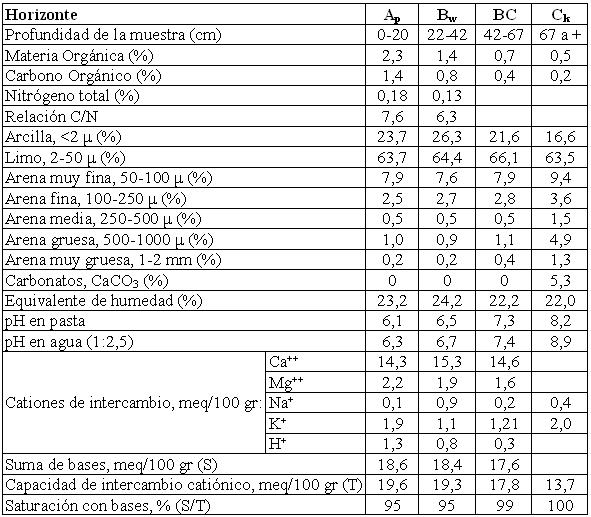 Horizonte Ap Bw BC Ck
Profundidad de la muestra (cm) 0-20 22-42 42-67 67 a +
Materia Orgánica (%) 2,3 1,4 0,7 0,5
Carbono Orgánico (%) 1,4 0,8 0,4 0,2
Nitrógeno total (%) 0,18 0,13
Relación C/N 7,6 6,3
Arcilla, <2 µ (%) 23,7 26,3 21,6 16,6
Limo, 2-50 µ (%) 63,7 64,4 66,1 63,5
Arena muy fina, 50-100 µ (%) 7,9 7,6 7,9 9,4
Arena fina, 100-250 µ (%) 2,5 2,7 2,8 3,6
Arena media, 250-500 µ (%) 0,5 0,5 0,5 1,5
Arena gruesa, 500-1000 µ (%) 1,0 0,9 1,1 4,9
Arena muy gruesa, 1-2 mm (%) 0,2 0,2 0,4 1,3
Carbonatos, CaCO3 (%) 0 0 0 5,3
Equivalente de humedad (%) 23,2 24,2 22,2 22,0
pH en pasta 6,1 6,5 7,3 8,2
pH en agua (1:2,5) 6,3 6,7 7,4 8,9
Cationes de intercambio, meq/100 gr:
Ca++ 14,3 15,3 14,6
Mg++ 2,2 1,9 1,6
Na+ 0,1 0,9 0,2 0,4
K+ 1,9 1,1 1,21 2,0
H+ 1,3 0,8 0,3
Suma de bases, meq/100 gr (S) 18,6 18,4 17,6
Capacidad de intercambio catiónico, meq/100 gr (T) 19,6 19,3 17,8 13,7
Saturación con bases, % (S/T) 95 95 99 100